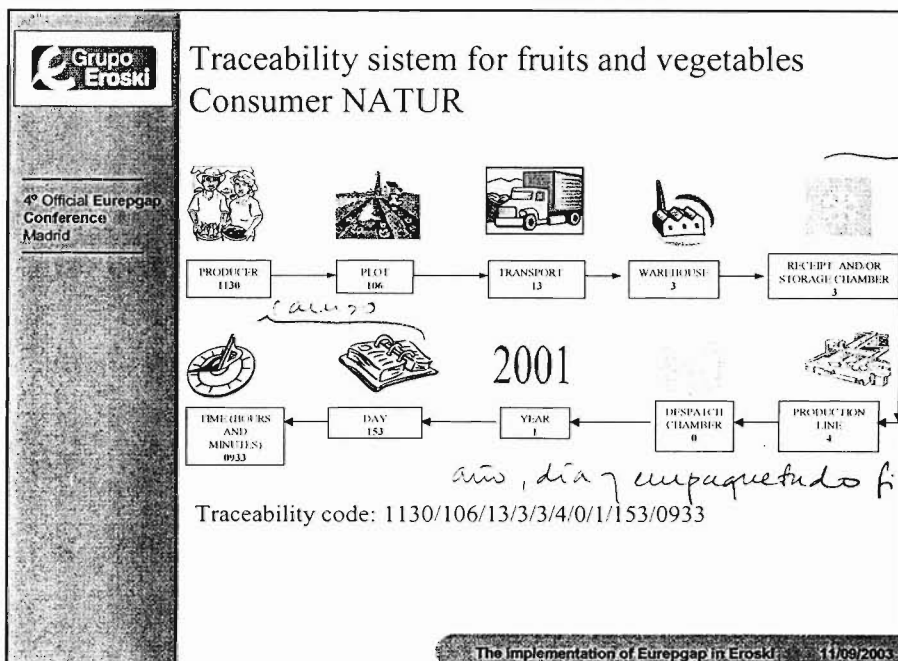 Grupo
Eroski
Traceability sistem for fruits and vegetables
Consumer NATUR
4º Official Eurepgap
Conference
Madrid
PRODUCER
1130
PLOT
106
TRANSPORT
13
WAREHOUSE
3
RECEIPT AND/OR
STORAGE CHAMBER
3
2001
TIME (HOURS
AND
MINUTES)
0933
DAY
153
YEAR
1
DESPATCH
CHAMBER
0
PRODUCTION
LINE
4
año, día y empaquetado
Traceability code: 1130/106/13/3/3/4/0/1/153/0933
The Implementation of Eurepgap in Eroski
11/09/2003